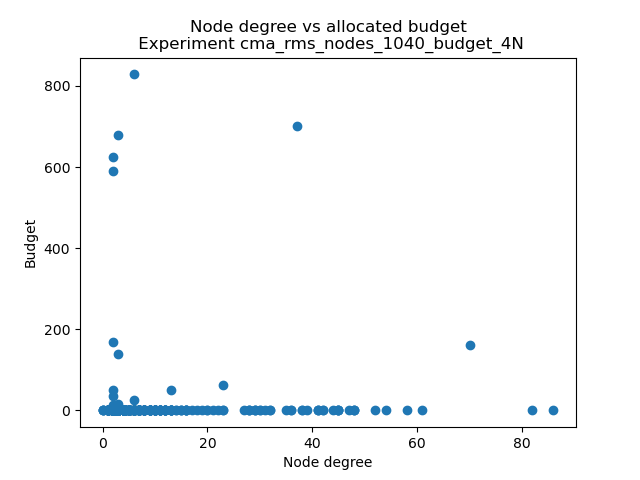 Node degree vs allocated budget
Experiment cma_rms_nodes_1040_budget_4N
800
600
400
200
0
Budget
0 20 40 60 80
Node degree